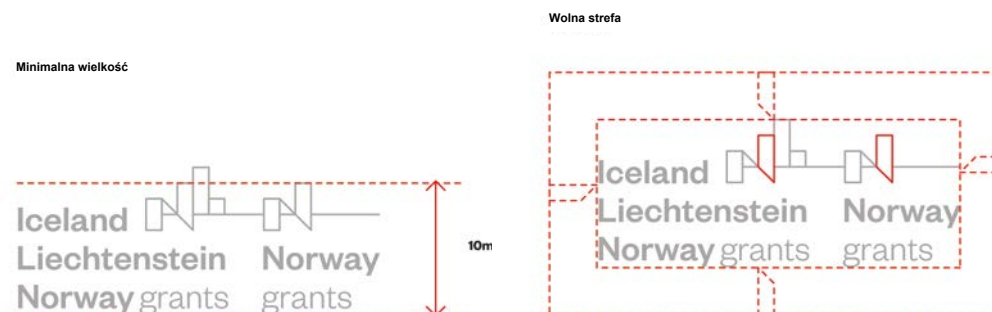 Wolna strefa
Minimalna wielkość
Iceland
Liechtenstein Norway
Norway grants grants
10m
Iceland
Liechtenstein Norway
Norway grants grants